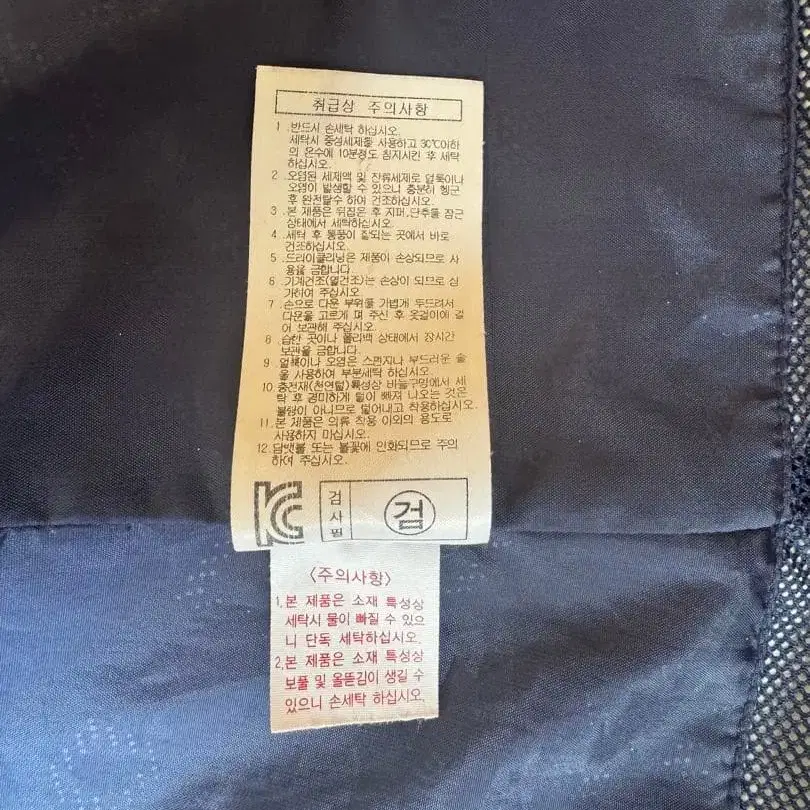 취급상 주의사항
1 .반드시 손세탁 하십시오.
세탁시 중성세제를 사용하고 30℃이하
의 온수에 10분정도 침지시킨 후 세탁
하십시오.
2 .오염된 세제액 및 잔류세제로 얼룩이나
오염이 발생할 수 있으니 충분히 헹군
후 완전탈수 하여 건조하십시오.
3 .본 제품은 뒤집은 후 지퍼,단추를 잠근
상태에서 세탁하십시오.
4 .세탁 후 통풍이 잘되는 곳에서 바로
건조하십시오.
5 .드라이클리닝은 제품이 손상되므로 사
용을 금합니다.
6 .기계건조(열건조)는 손상이 되므로 삼
가하여 주십시오.
7 .손으로 다운 부위를 가볍게 두드려서
다운을 고르게 펴 주신 후 옷걸이에 걸
어 보관해 주십시오.
8 .습한 곳이나 폴리백 상태에서 장시간
보관을 금합니다.
9 .얼룩이나 오염은 스펀지나 부드러운 솔
을 사용하여 부분세탁 하십시오.
10.충전재(천연털)특성상 바늘구멍에서 세
탁 후 경미하게 털이 빠져 나오는 것은
불량이 아니므로 털어내고 착용하십시오.
11.본 제품은 의류 착용 이외의 용도로
사용하지 마십시오.
12.담뱃불 또는 불꽃에 인화되므로 주의
하여 주십시오.
KC
검사필
검
〈주의사항〉
1.본 제품은 소재 특성상
세탁시 물이 빠질 수 있으
니 단독 세탁하십시오.
2.본 제품은 소재 특성상
보풀 및 올뜯김이 생길 수
있으니 손세탁 하십시오.